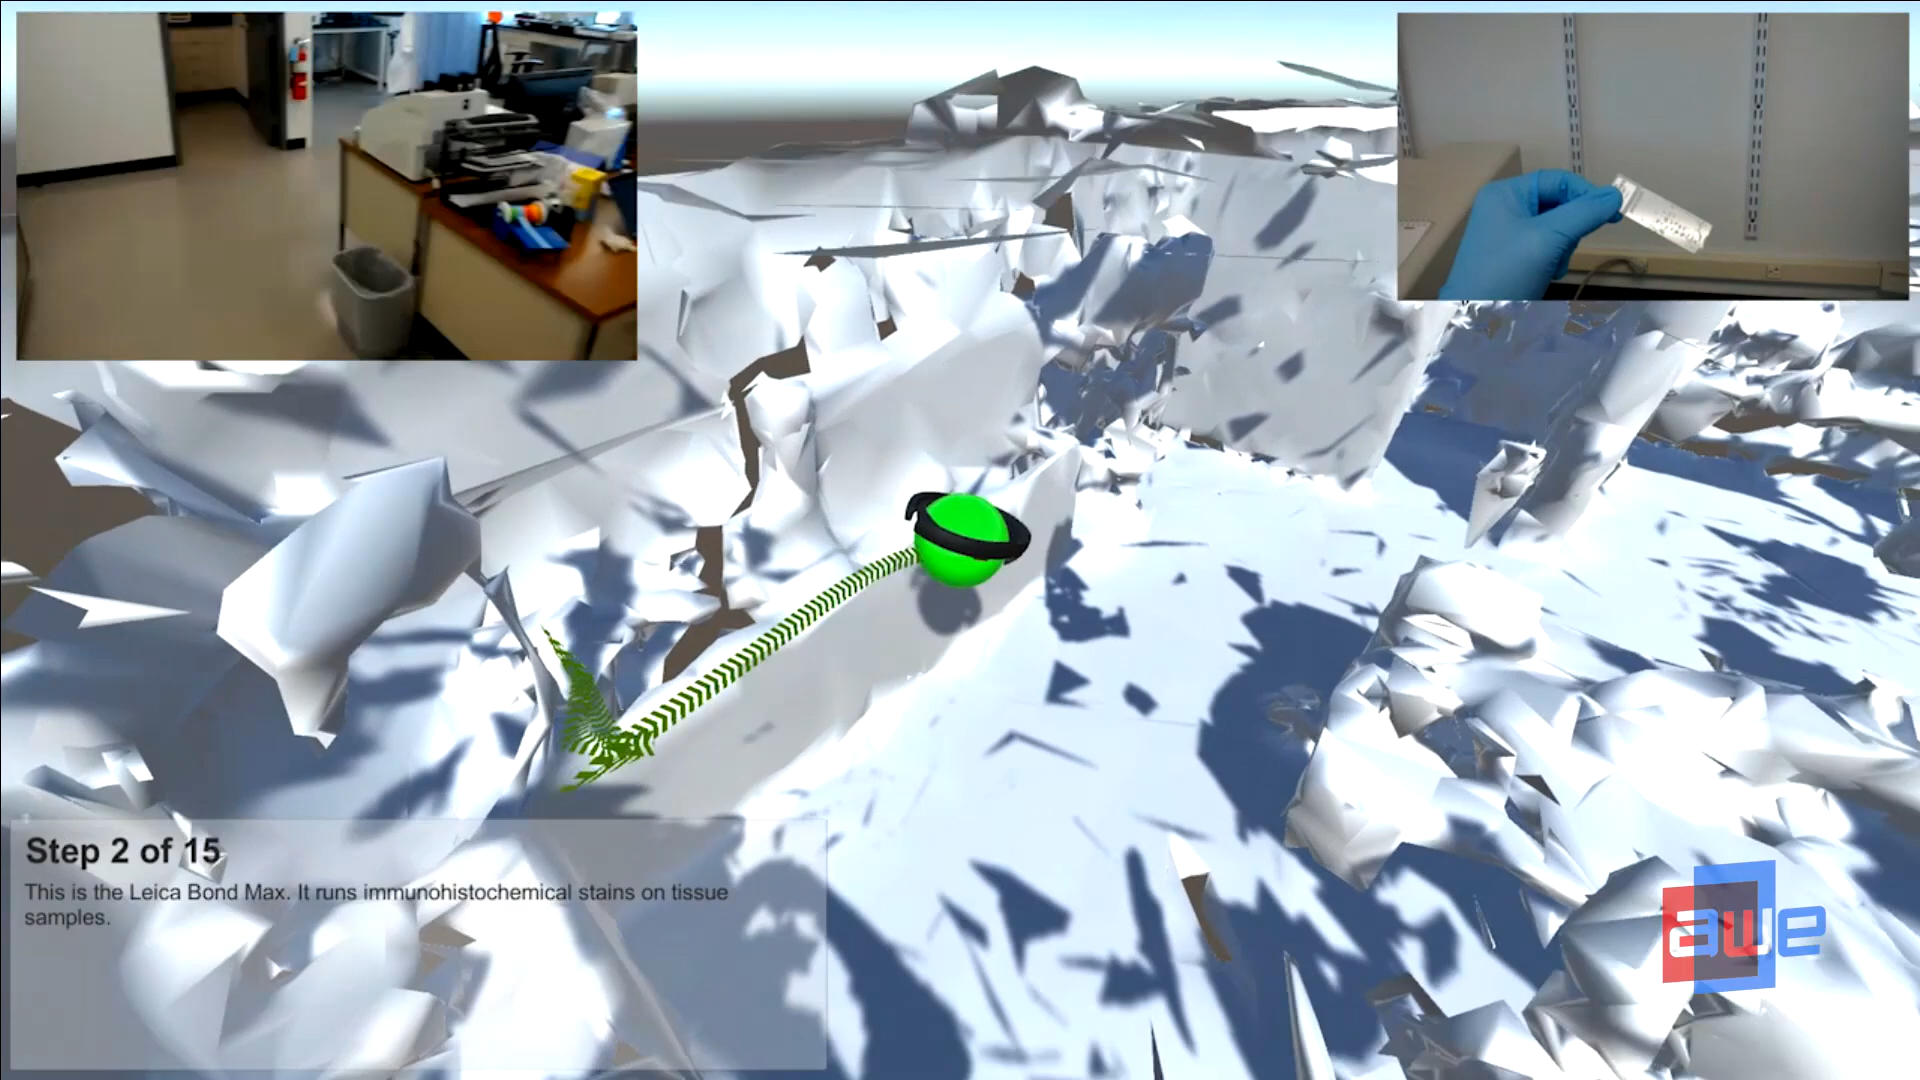 Step 2 of 15
This is the Leica Bond Max. It runs immunohistochemical stains on tissue
samples.
awe